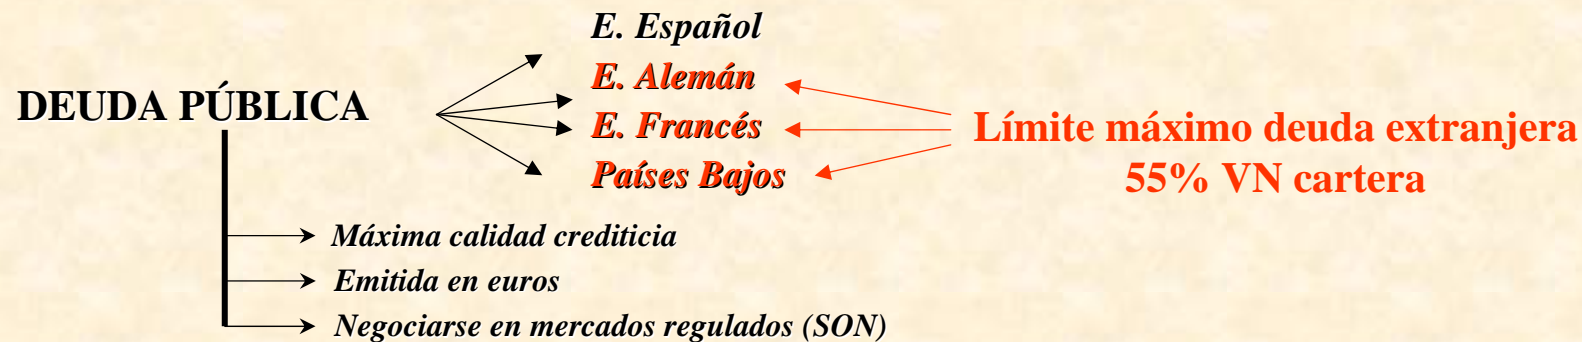 E. Español
E. Alemán
DEUDA PÚBLICA
E. Francés
Límite máximo deuda extranjera
55% VN cartera
Países Bajos
Máxima calidad crediticia
Emitida en euros
Negociarse en mercados regulados (SON)